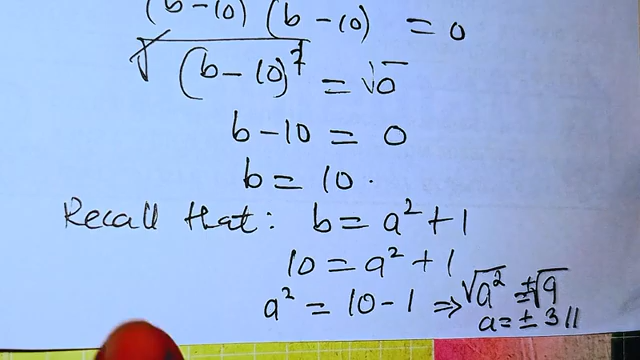 (b-10) (b-10) = 0
√(b-10)² = √0
b-10 = 0
b = 10.
Recall that: b = a² + 1
10 = a² + 1
a² = 10 - 1 ⇒ √a² = ±√9
a = ± 3 //